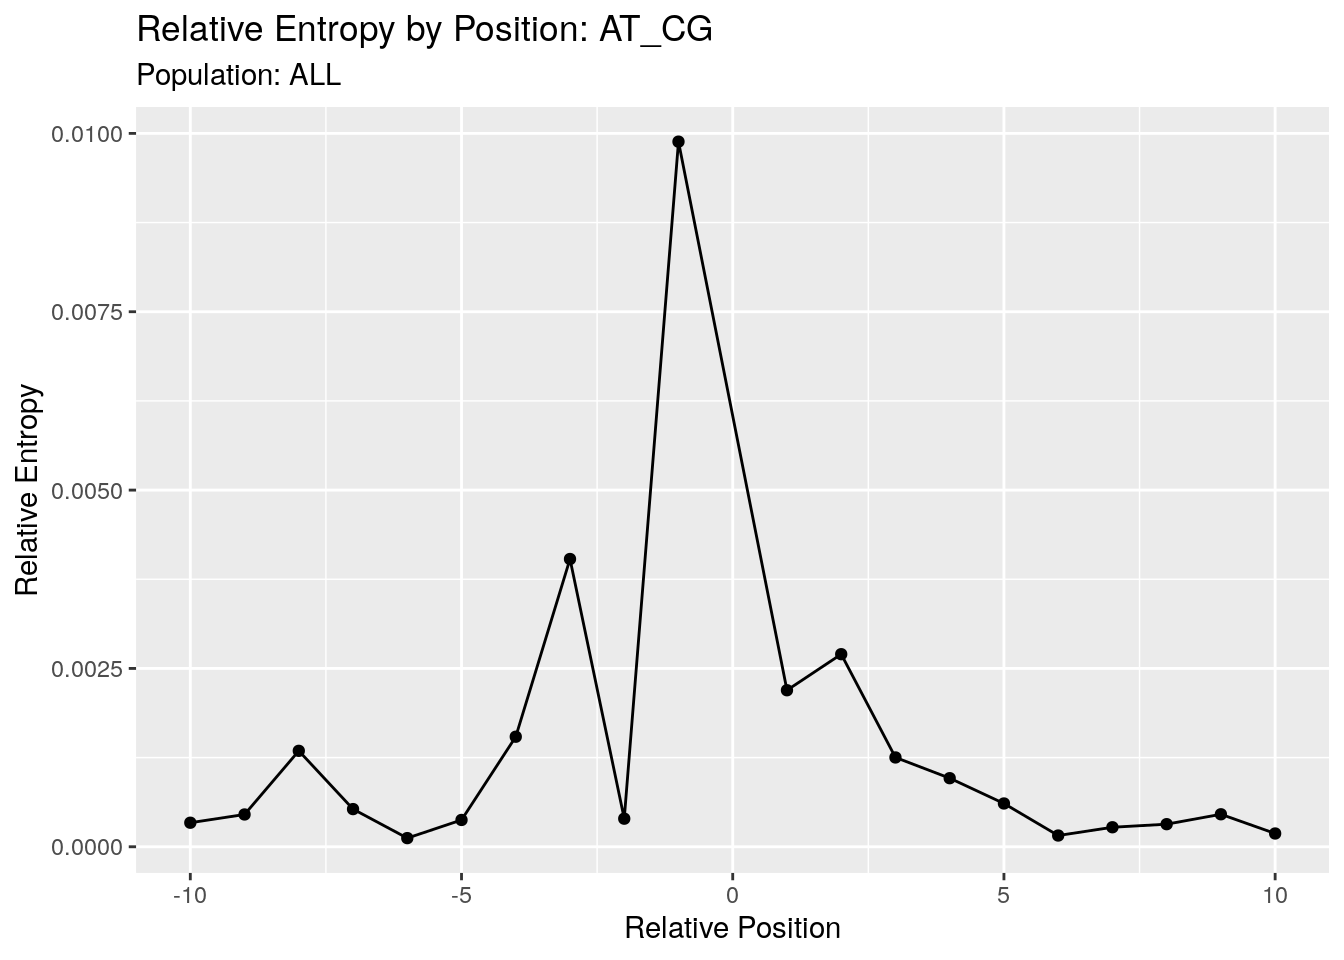 Relative Entropy by Position: AT_CG
Population: ALL
0.0100
0.0075
0.0050
0.0025
0.0000
Relative Entropy
-10 -5 0 5 10
Relative Position